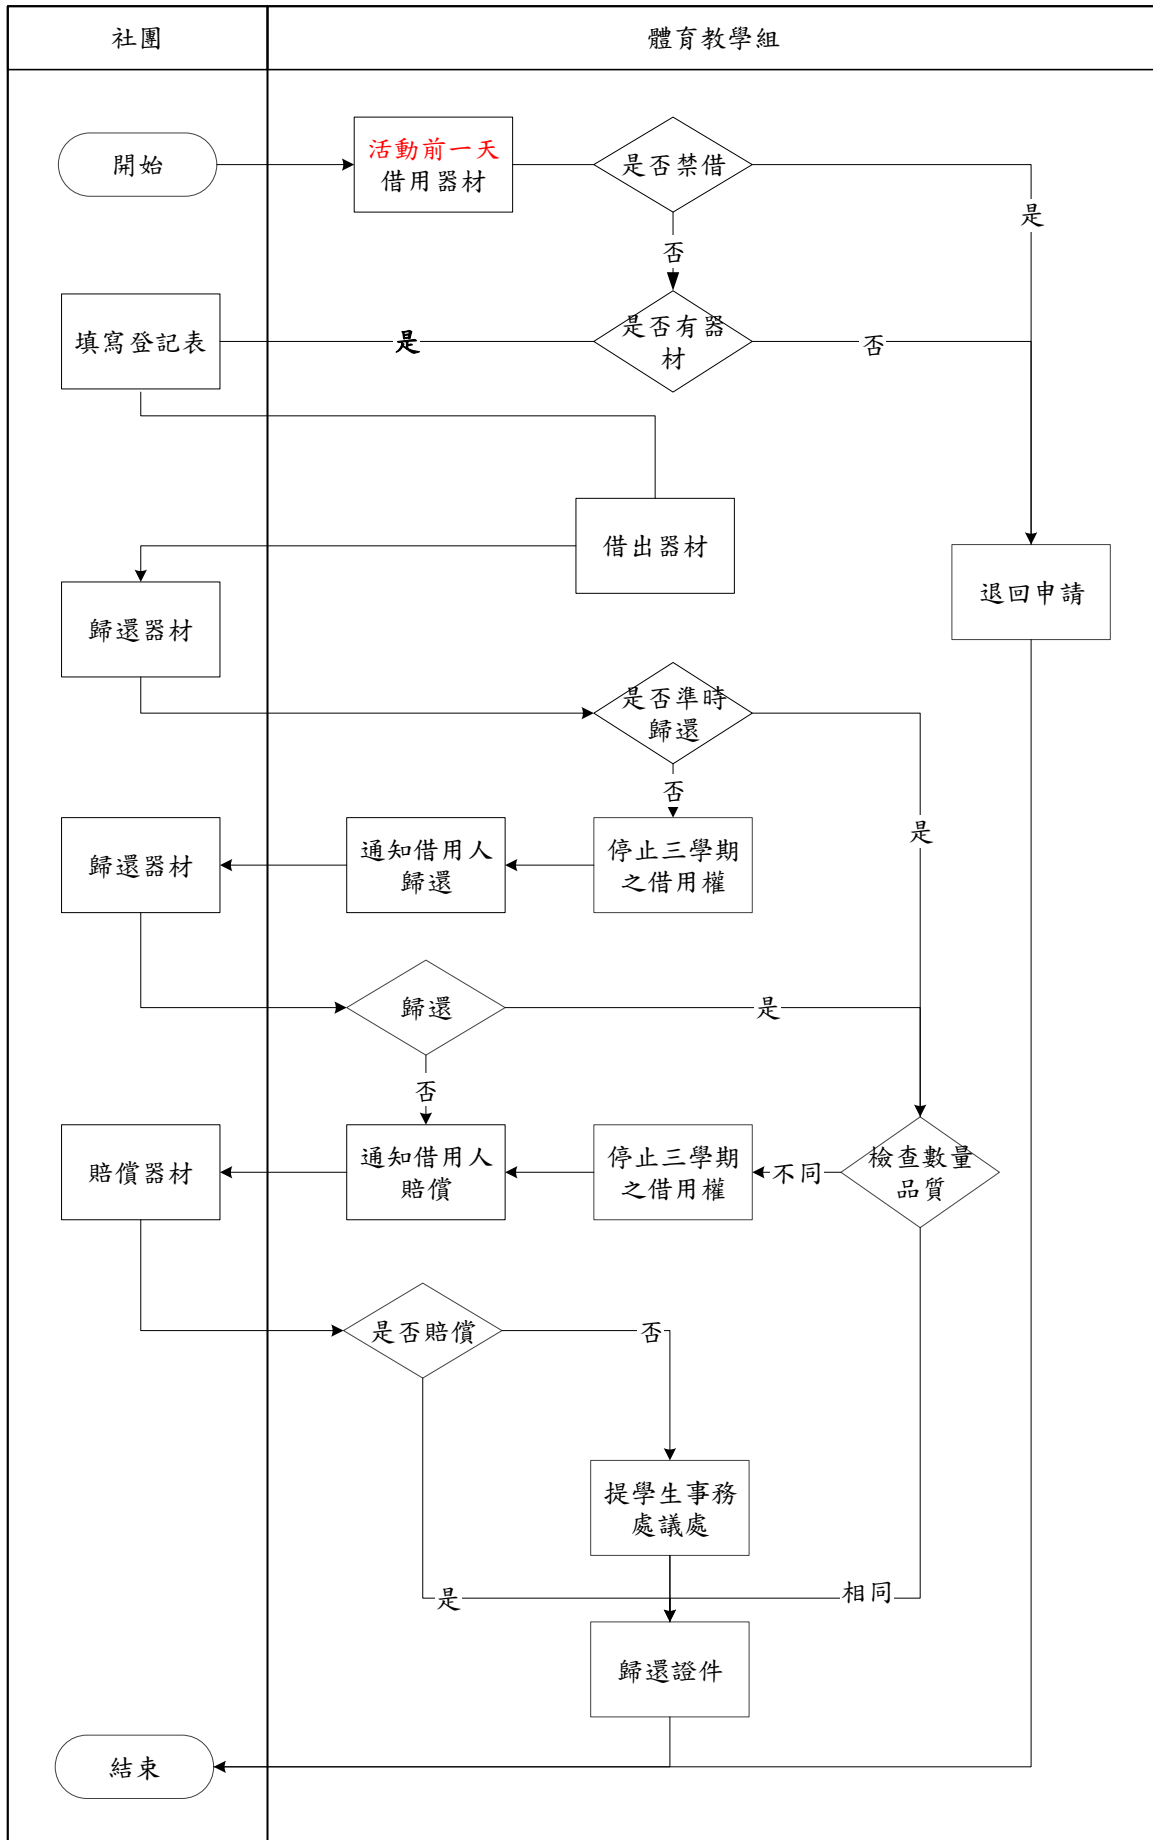 社團
體育教學組
開始
活動前一天
借用器材
是否禁借
是
否
填寫登記表
是
是否有器
材
否
借出器材
退回申請
歸還器材
是否準時
歸還
否
是
歸還器材
通知借用人
歸還
停止三學期
之借用權
歸還
是
否
賠償器材
通知借用人
賠償
停止三學期
之借用權
不同
檢查數量
品質
是否賠償
否
提學生事務
處議處
是
相同
歸還證件
結束